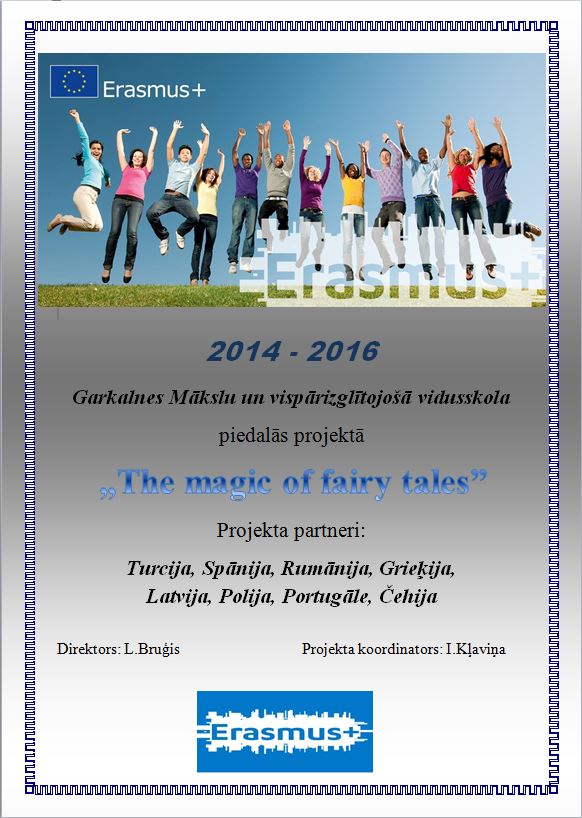 Erasmus+
Erasmus+
2014 - 2016
Garkalnes Mākslu un vispārizglītojošā vidusskola
piedalās projektā
„The magic of fairy tales”
Projekta partneri:
Turcija, Spānija, Rumānija, Grieķija,
Latvija, Polija, Portugāle, Čehija
Direktors: L.Bruģis Projekta koordinators: I.Kļaviņa
Erasmus+